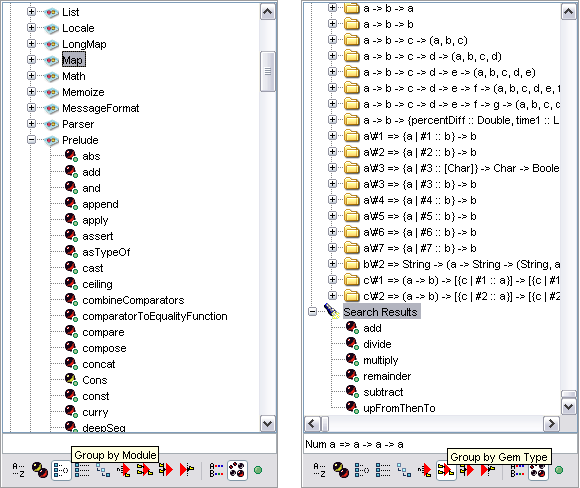 List
Locale
LongMap
Map
Math
Memoize
MessageFormat
Parser
Prelude
abs
add
and
append
apply
assert
asTypeOf
cast
ceiling
combineComparators
comparatorToEqualityFunction
compare
compose
concat
Cons
const
curry
deepSeq
Group by Module
a -> b -> a
a -> b -> b
a -> b -> c -> (a, b, c)
a -> b -> c -> d -> (a, b, c, d)
a -> b -> c -> d -> e -> (a, b, c, d, e)
a -> b -> c -> d -> e -> f -> (a, b, c, d, e, f
a -> b -> c -> d -> e -> f -> g -> (a, b, c, d
a -> b -> {percentDiff :: Double, time1 :: L
a\#1 => {a | #1 :: b} -> b
a\#2 => {a | #2 :: b} -> b
a\#3 => {a | #3 :: [Char]} -> Char -> Boole
a\#3 => {a | #3 :: b} -> b
a\#4 => {a | #4 :: b} -> b
a\#5 => {a | #5 :: b} -> b
a\#6 => {a | #6 :: b} -> b
a\#7 => {a | #7 :: b} -> b
b\#2 => String -> (a -> String -> (String, a
c\#1 => (a -> b) -> [{c | #1 :: a}] -> [{c | #1
c\#2 => (a -> b) -> [{c | #2 :: a}] -> [{c | #2
Search Results
add
divide
multiply
remainder
subtract
upFromThenTo
Num a => a -> a -> a
Group by Gem Type